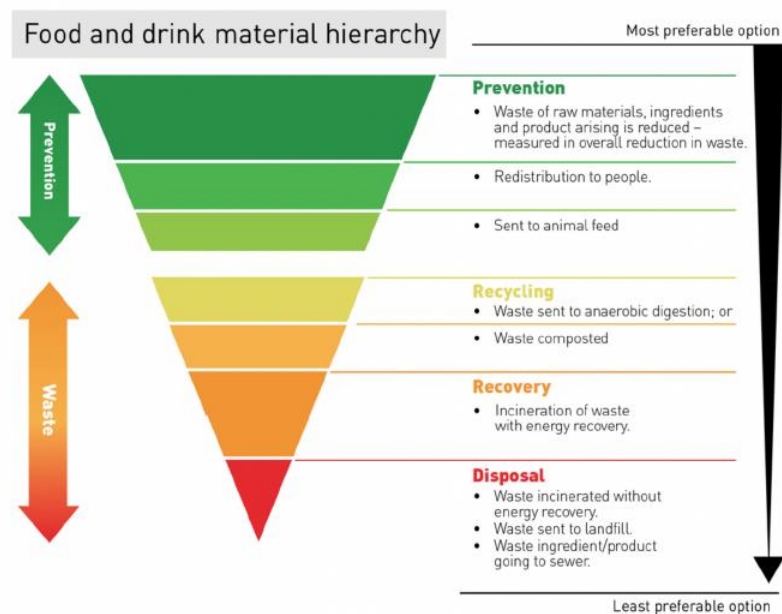 Food and drink material hierarchy
Most preferable option
Prevention
Prevention
• Waste of raw materials, ingredients
and product arising is reduced –
measured in overall reduction in waste.
• Redistribution to people.
• Sent to animal feed
Waste
Recycling
• Waste sent to anaerobic digestion; or
• Waste composted
Recovery
• Incineration of waste
with energy recovery.
Disposal
• Waste incinerated without
energy recovery.
• Waste sent to landfill.
• Waste ingredient/product
going to sewer.
Least preferable option